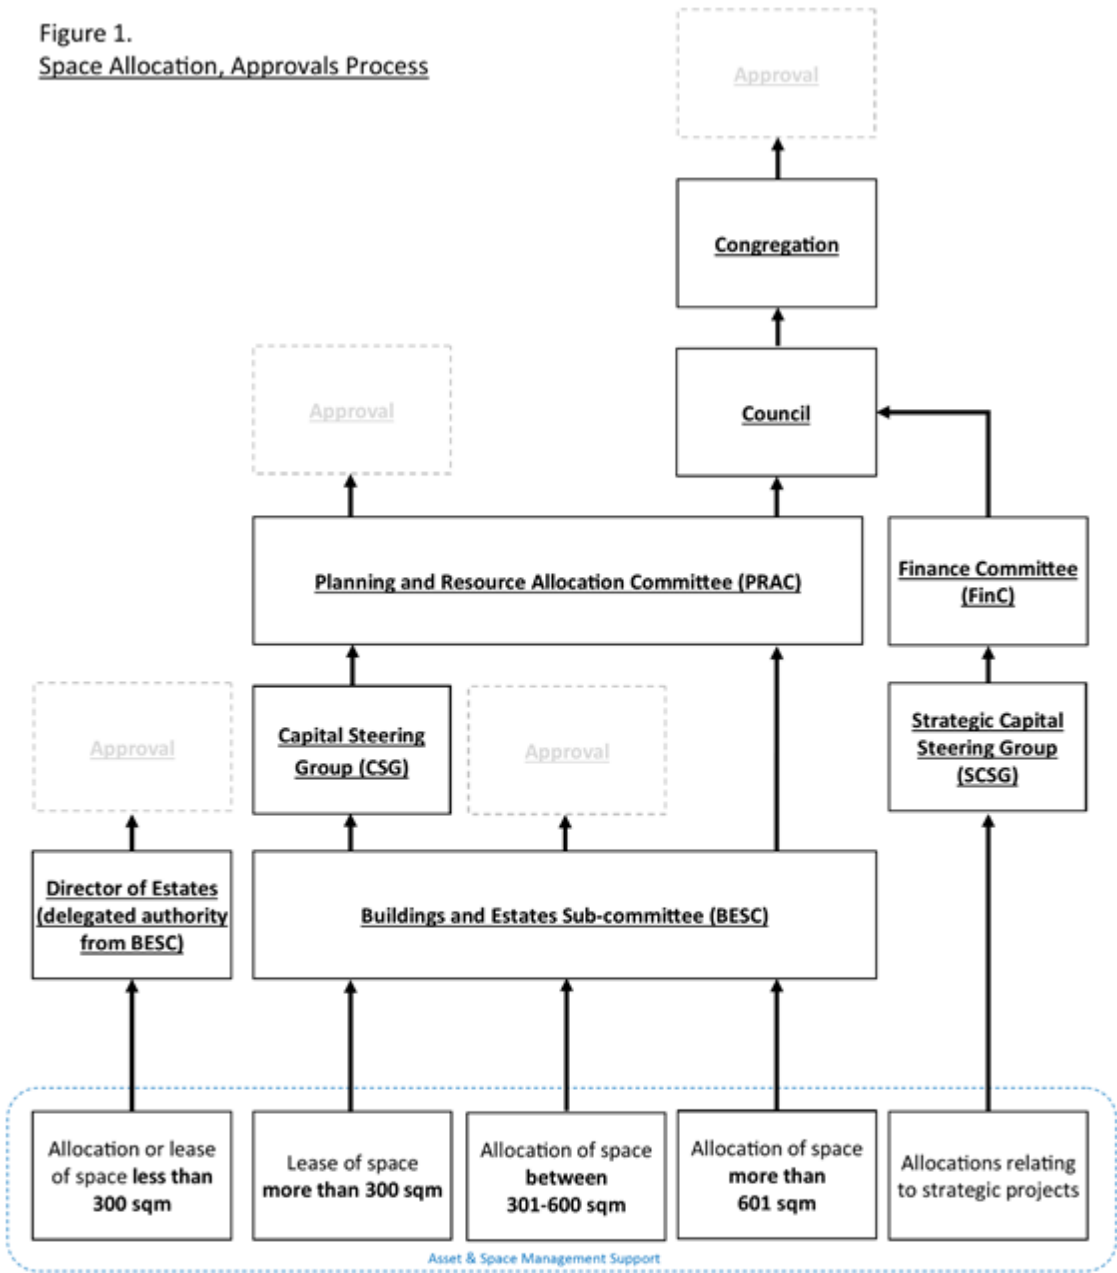 Figure 1.
Space Allocation, Approvals Process
Approval
Congregation
Council
Approval
Planning and Resource Allocation Committee (PRAC)
Finance Committee
(FinC)
Approval
Capital Steering
Group (CSG)
Approval
Strategic Capital
Steering Group
(SCSG)
Director of Estates
(delegated authority
from BESC)
Buildings and Estates Sub-committee (BESC)
Allocation or lease
of space less than
300 sqm
Lease of space
more than 300 sqm
Allocation of space
between
301-600 sqm
Allocation of space
more than
601 sqm
Allocations relating
to strategic projects
Asset & Space Management Support